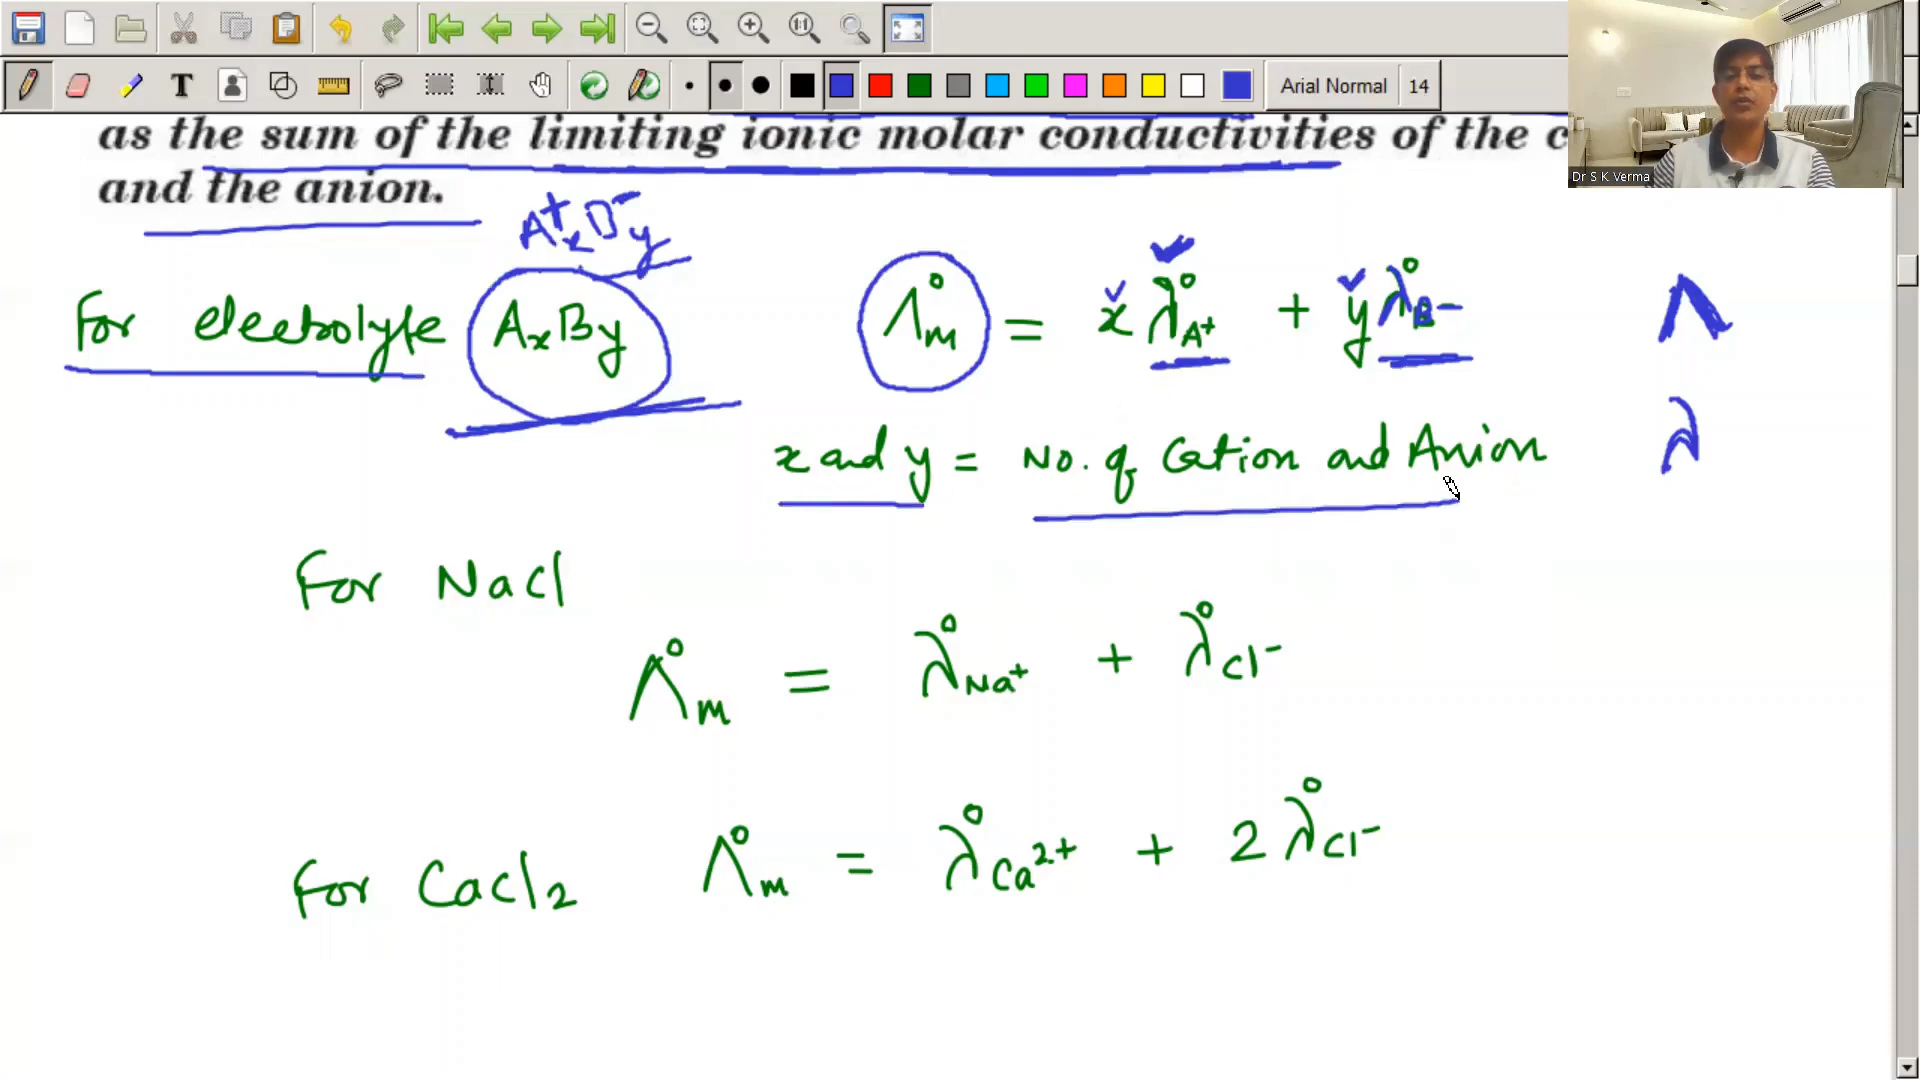 Arial Normal 14
Dr S K Verma
as the sum of the limiting ionic molar conductivities of the c
and the anion.
A⁺ₓB⁻y
For electrolyte AₓBy Λ°m = x λ°A⁺ + y λ°B⁻ Λ
x and y = No. of Cation and Anion λ
For NaCl
Λ°m = λ°Na⁺ + λ°Cl⁻
For CaCl₂ Λ°m = λ°Ca²⁺ + 2 λ°Cl⁻